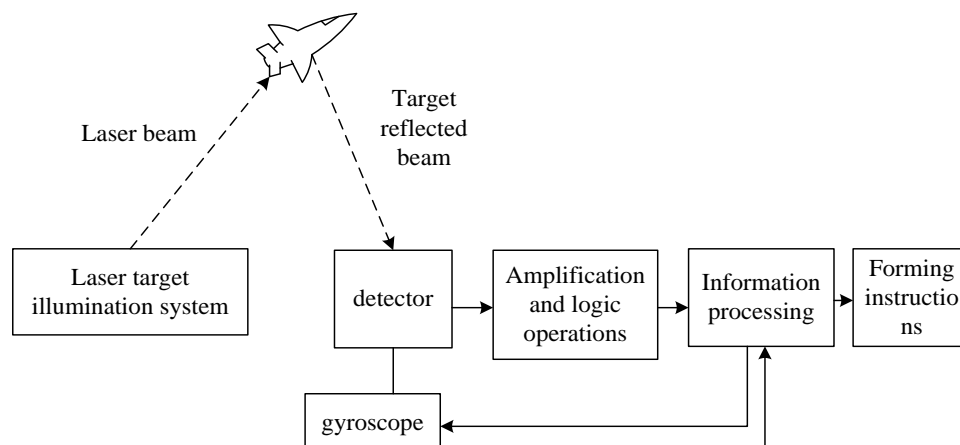 Laser beam
Target
reflected
beam
Laser target
illumination system
detector
Amplification
and logic
operations
Information
processing
Forming
instructio
ns
gyroscope